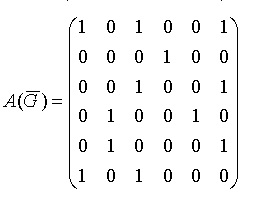 A(G̅) =
1 0 1 0 0 1
0 0 0 1 0 0
0 0 1 0 0 1
0 1 0 0 1 0
0 1 0 0 0 1
1 0 1 0 0 0